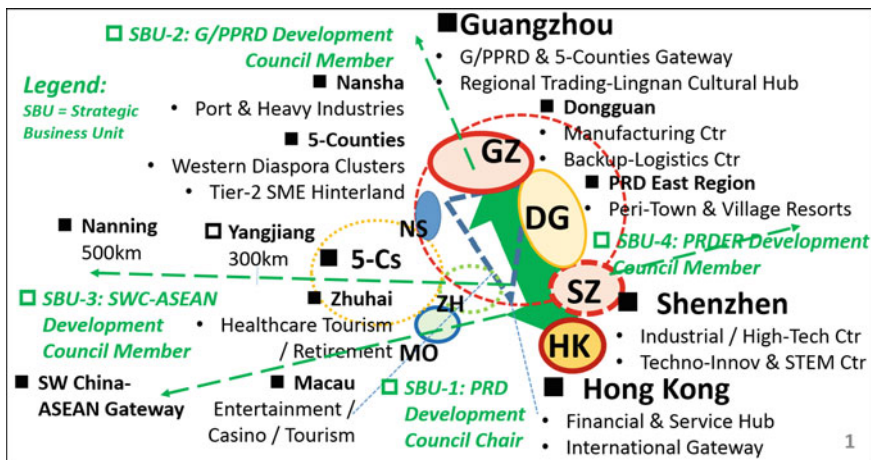 ■ Guangzhou
• G/PPRD & 5-Counties Gateway
• Regional Trading-Lingnan Cultural Hub
□ SBU-2: G/PPRD Development
Council Member
Legend:
SBU = Strategic
Business Unit
■ Nansha
• Port & Heavy Industries
■ 5-Counties
• Western Diaspora Clusters
• Tier-2 SME Hinterland
■ Dongguan
• Manufacturing Ctr
• Backup-Logistics Ctr
■ PRD East Region
• Peri-Town & Village Resorts
□ SBU-4: PRDER Development
Council Member
GZ
DG
NS
■ Nanning
500km
□ Yangjiang
300km
■ 5-Cs
SZ
ZH
HK
MO
■ Shenzhen
• Industrial / High-Tech Ctr
• Techno-Innov & STEM Ctr
□ SBU-3: SWC-ASEAN
Development
Council Member
■ Zhuhai
• Healthcare Tourism
/ Retirement
■ SW China-
ASEAN Gateway
■ Macau
Entertainment /
Casino / Tourism
□ SBU-1: PRD
Development
Council Chair
■ Hong Kong
• Financial & Service Hub
• International Gateway
1